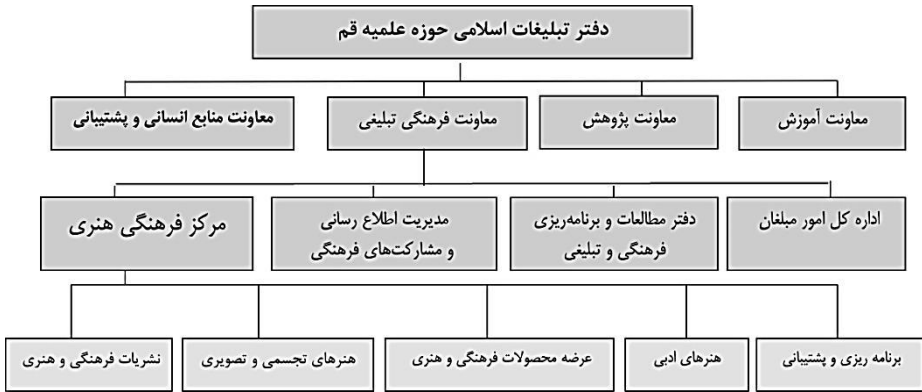 دفتر تبلیغات اسلامی حوزه علمیه قم
معاونت آموزش
معاونت پژوهش
معاونت فرهنگی تبلیغی
معاونت منابع انسانی و پشتیبانی
اداره کل امور مبلغان
دفتر مطالعات و برنامه‌ریزی
فرهنگی و تبلیغی
مدیریت اطلاع رسانی
و مشارکت‌های فرهنگی
مرکز فرهنگی هنری
برنامه ریزی و پشتیبانی
هنرهای ادبی
عرضه محصولات فرهنگی و هنری
هنرهای تجسمی و تصویری
نشریات فرهنگی و هنری